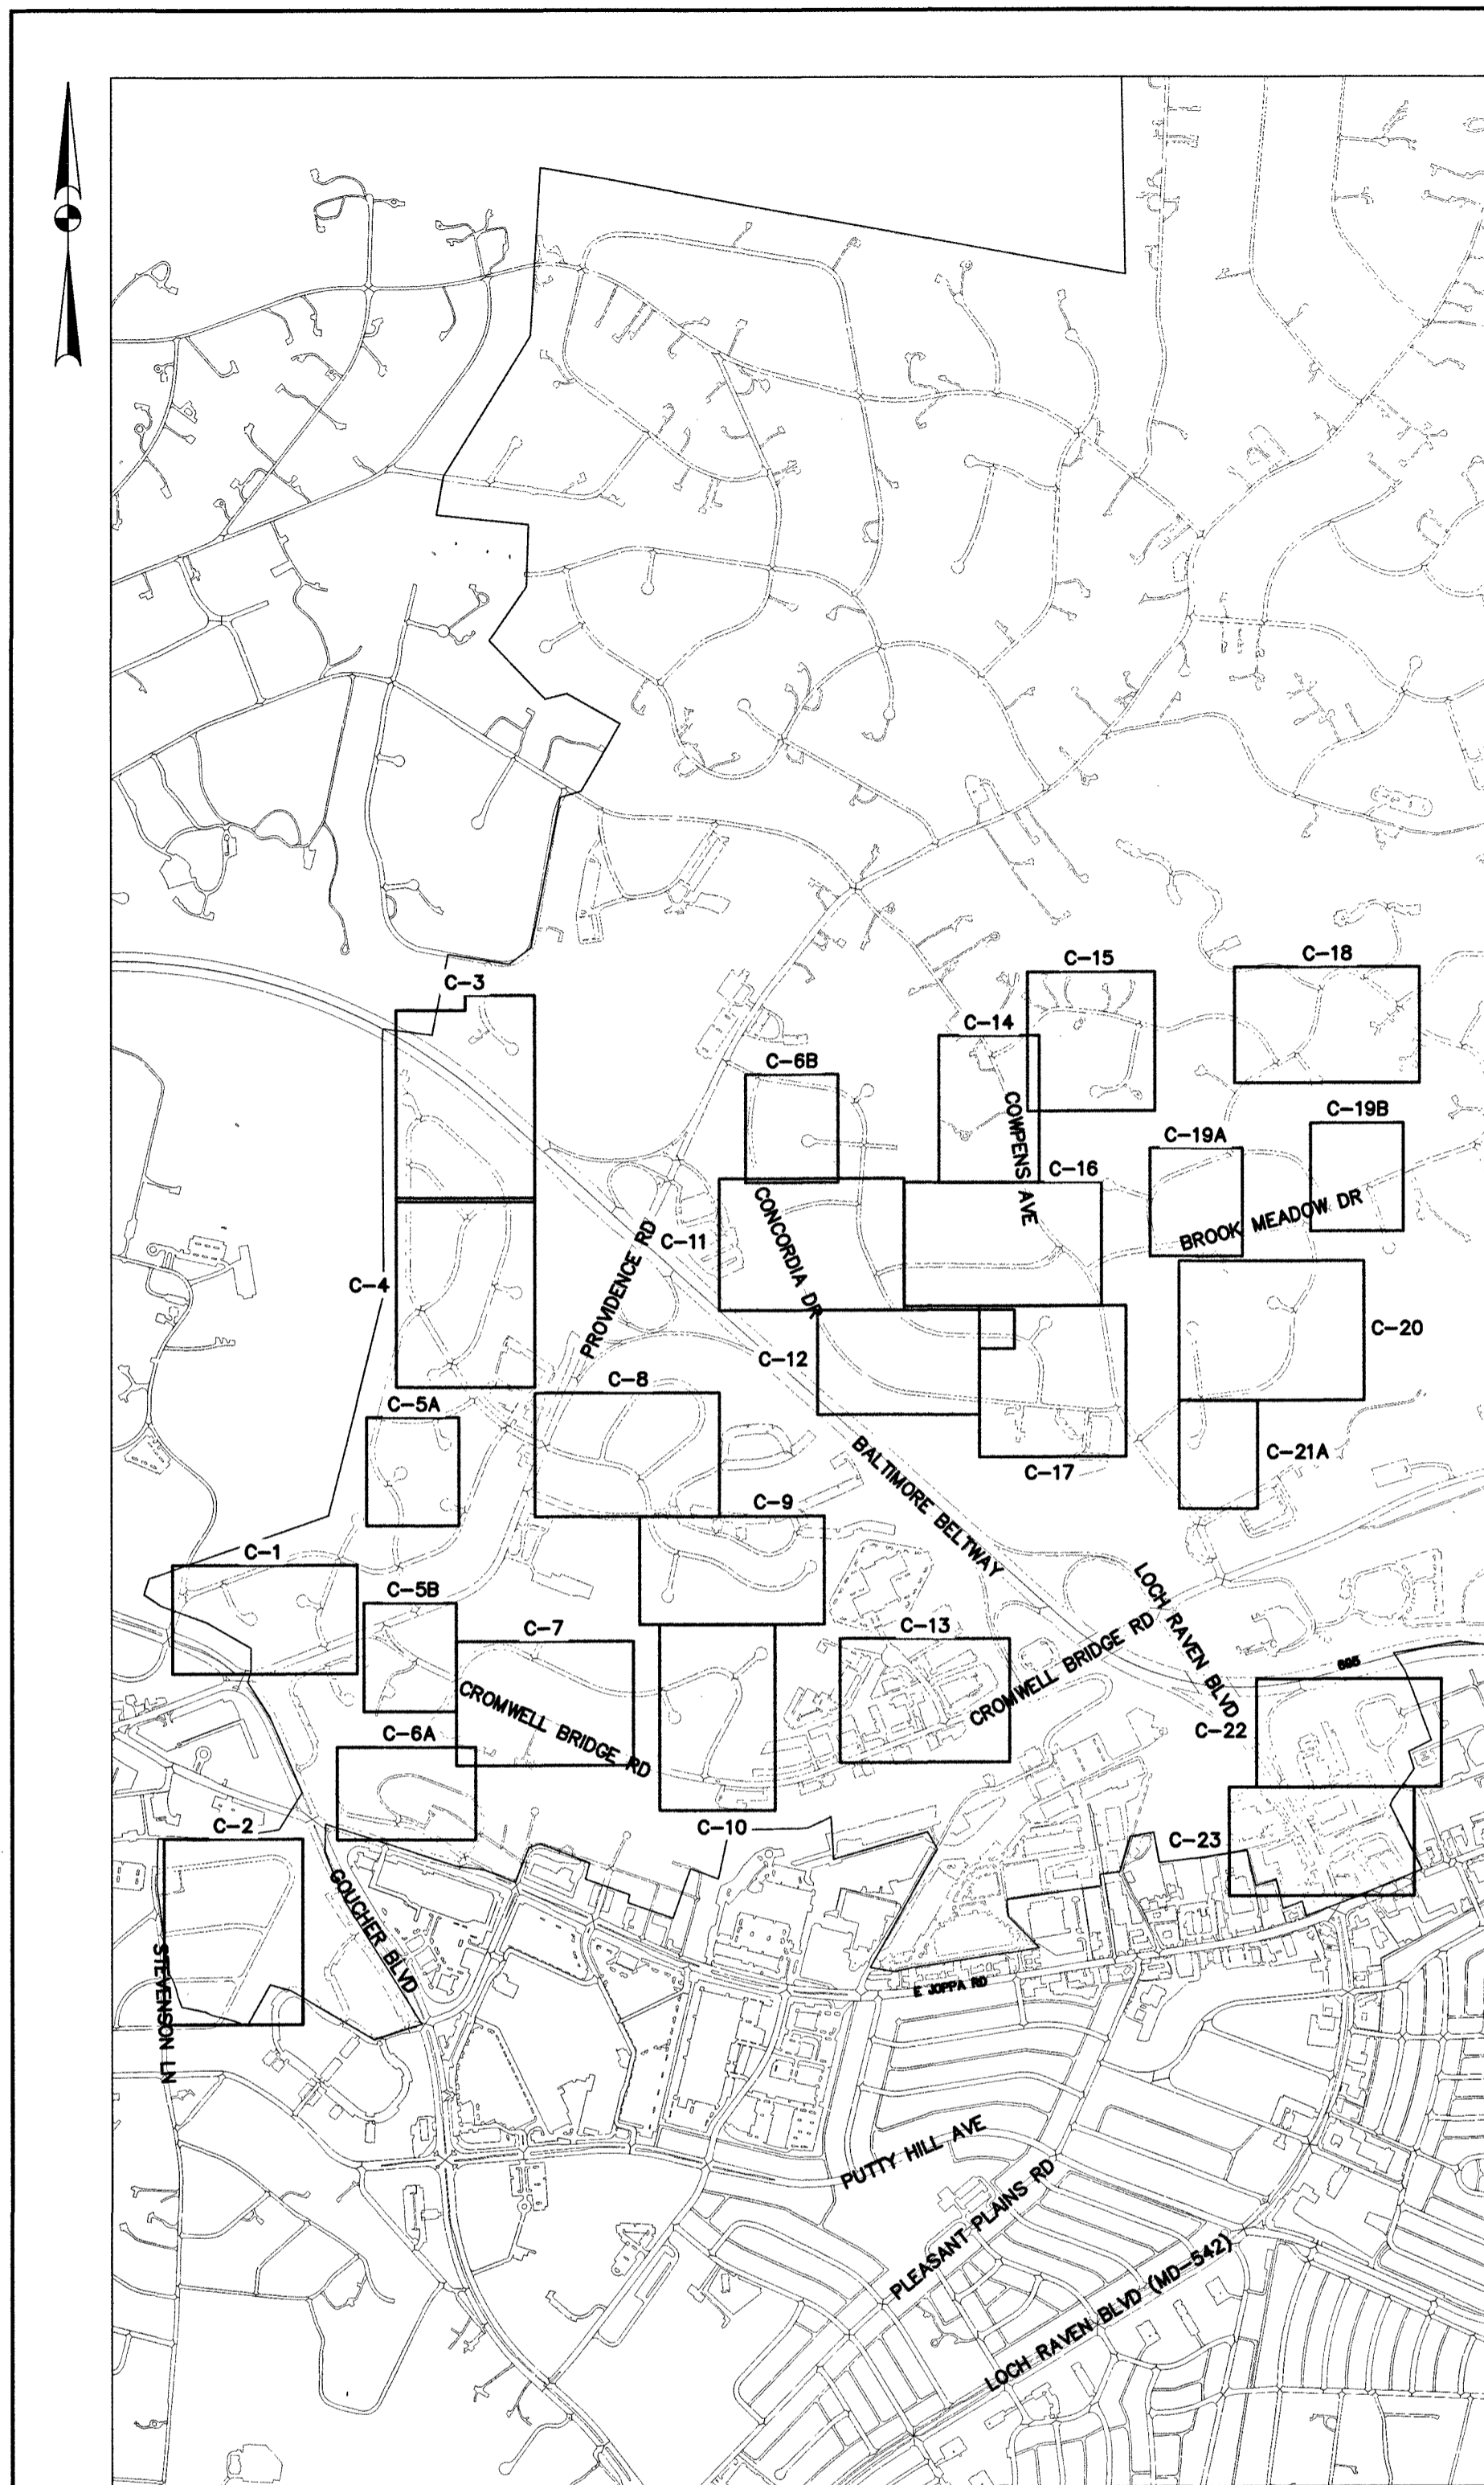 C-3
C-15
C-18
C-14
C-6B
COWPENS AVE
C-19B
C-19A
C-16
CONCORDIA DR
BROOK MEADOW DR
C-11
PROVIDENCE RD
C-4
C-20
C-12
C-8
C-5A
BALTIMORE BELTWAY
C-21A
C-17
C-9
C-1
LOCH RAVEN BLVD
C-5B
C-7
C-13
CROMWELL BRIDGE RD
695
CROMWELL BRIDGE RD
C-22
C-6A
C-2
C-10
C-23
GOUCHER BLVD
STEVENSON LN
E JOPPA RD
PUTTY HILL AVE
PLEASANT PLAINS RD
LOCH RAVEN BLVD (MD-542)